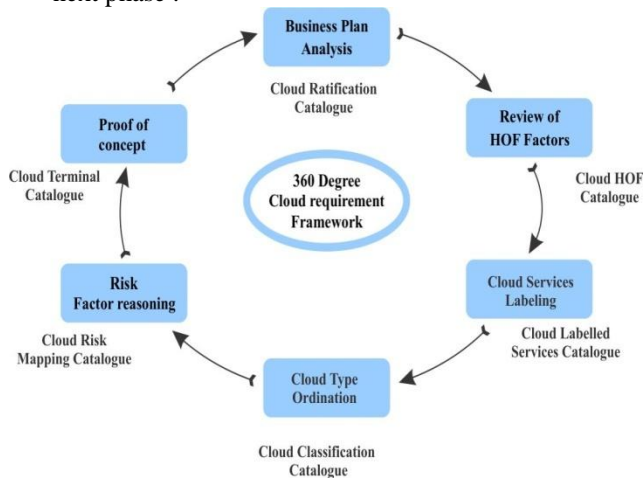 next phase .
Business Plan
Analysis
Cloud Ratification
Catalogue
Review of
HOF Factors
Cloud HOF
Catalogue
Cloud Services
Labeling
Cloud Labelled
Services Catalogue
Cloud Type
Ordination
Cloud Classification
Catalogue
Risk
Factor reasoning
Cloud Risk
Mapping Catalogue
Proof of
concept
Cloud Terminal
Catalogue
360 Degree
Cloud requirement
Framework